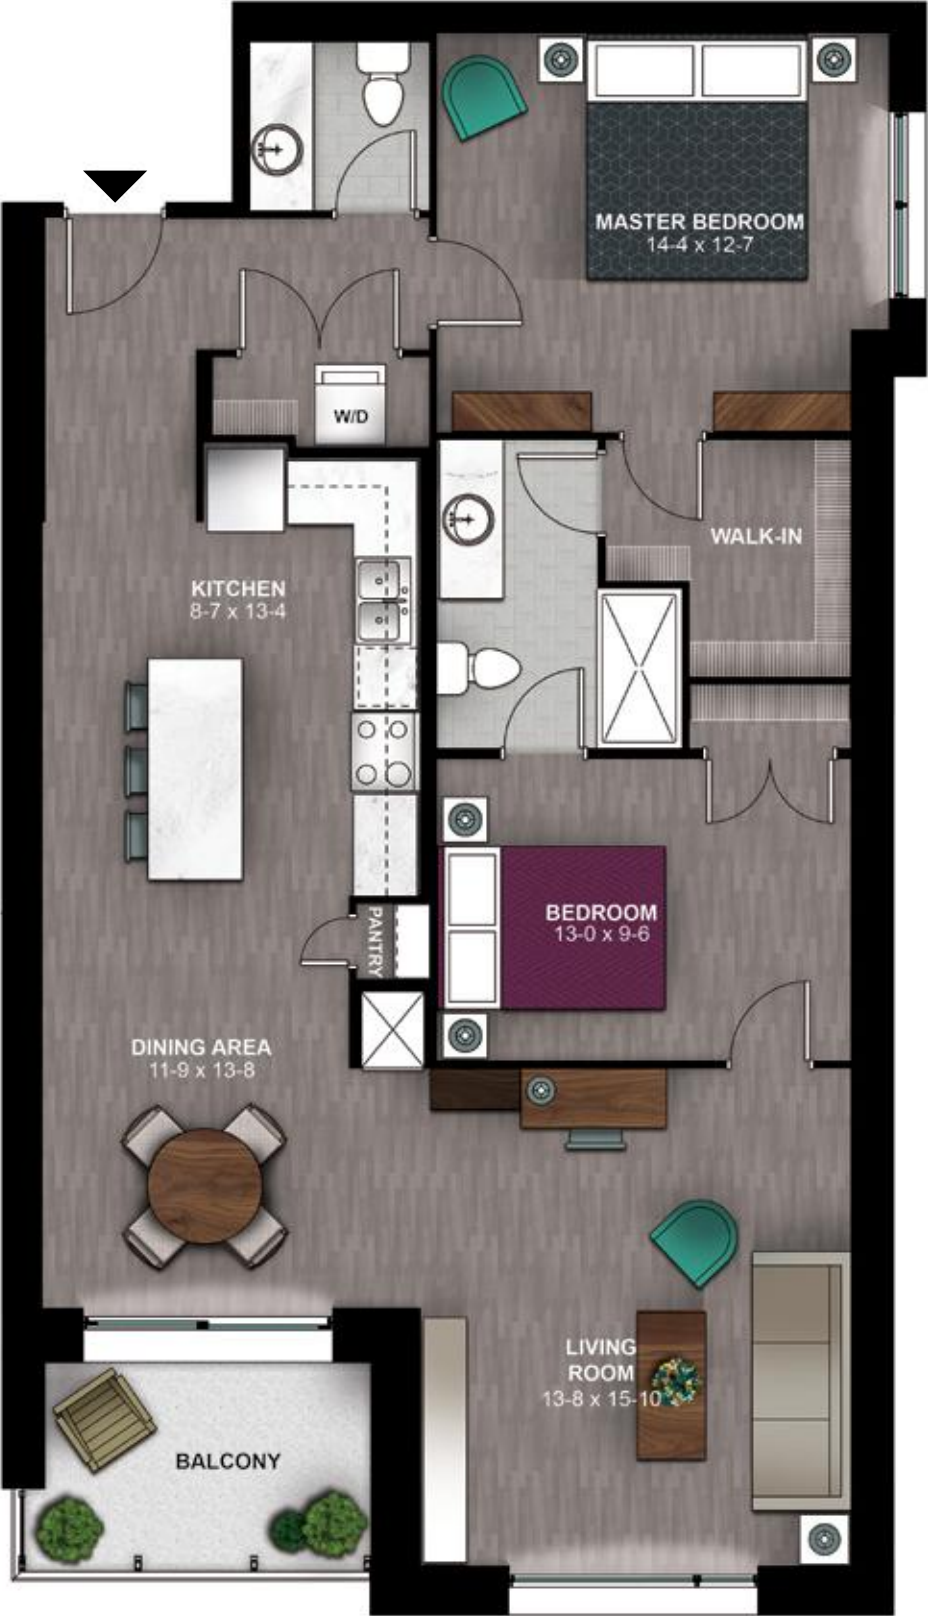 MASTER BEDROOM
14-4 x 12-7
W/D
WALK-IN
KITCHEN
8-7 x 13-4
BEDROOM
13-0 x 9-6
PANTRY
DINING AREA
11-9 x 13-8
LIVING
ROOM
13-8 x 15-10
BALCONY